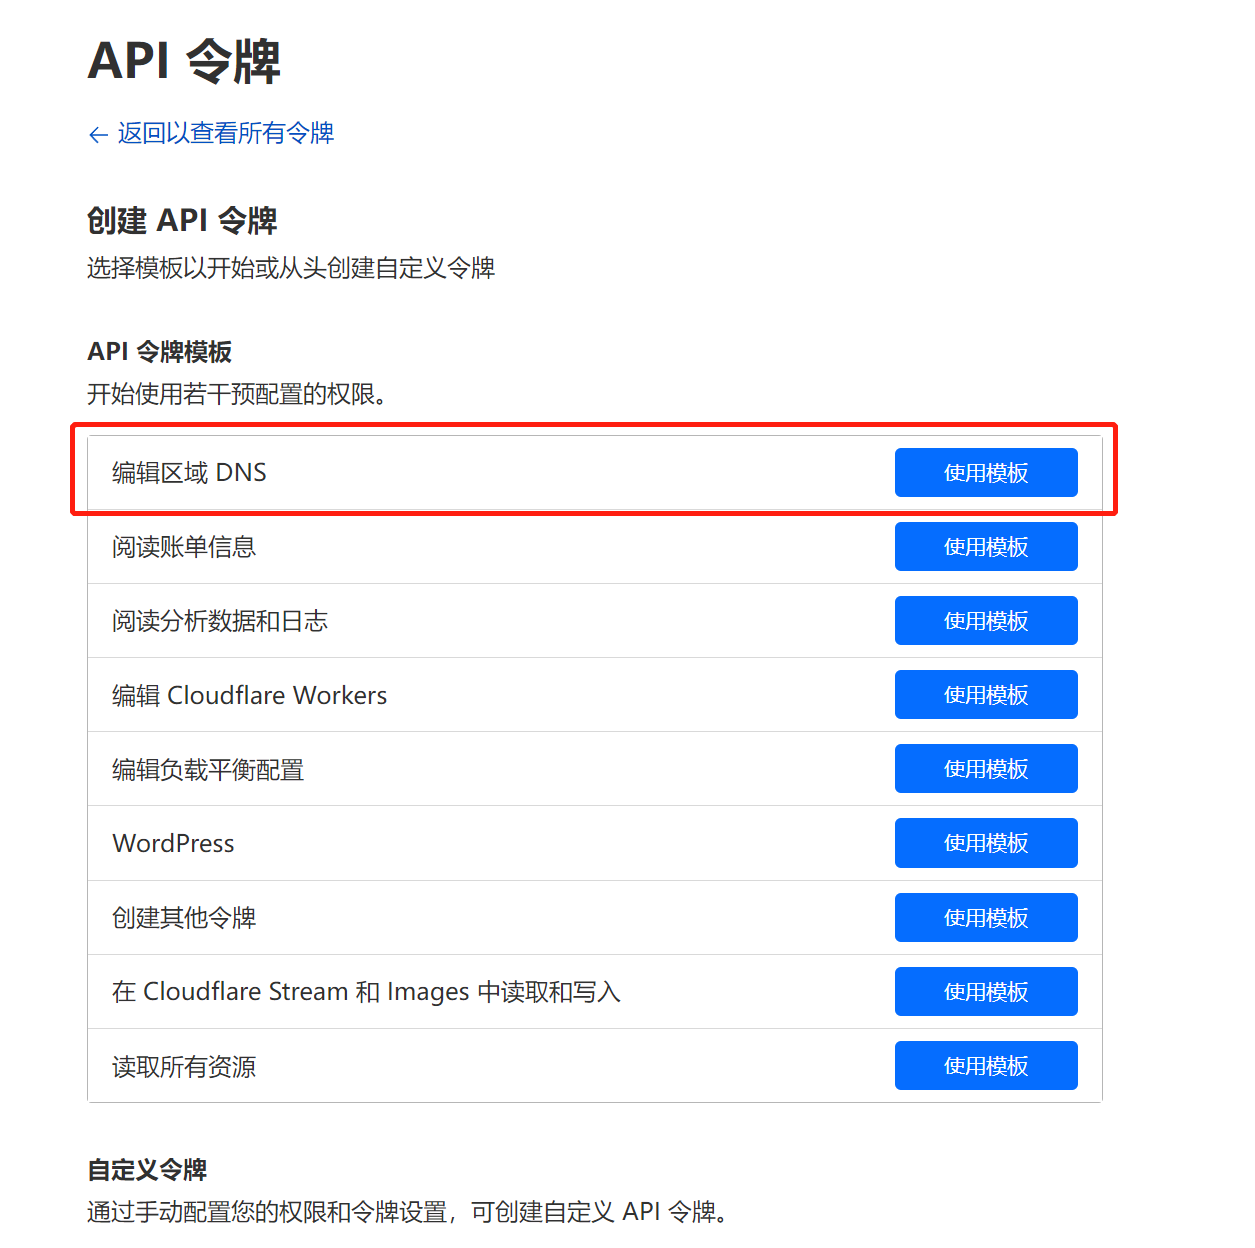 API 令牌
← 返回以查看所有令牌
创建 API 令牌
选择模板以开始或从头创建自定义令牌
API 令牌模板
开始使用若干预配置的权限。
编辑区域 DNS 使用模板
阅读账单信息 使用模板
阅读分析数据和日志 使用模板
编辑 Cloudflare Workers 使用模板
编辑负载平衡配置 使用模板
WordPress 使用模板
创建其他令牌 使用模板
在 Cloudflare Stream 和 Images 中读取和写入 使用模板
读取所有资源 使用模板
自定义令牌
通过手动配置您的权限和令牌设置，可创建自定义 API 令牌。